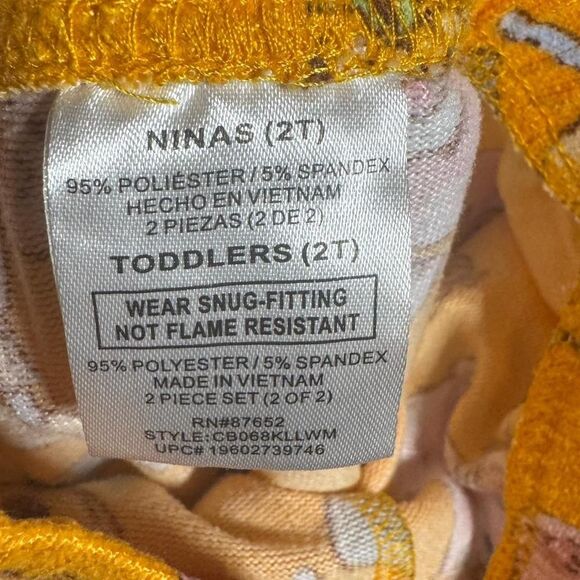 NINAS (2T)
95% POLIÉSTER / 5% SPANDEX
HECHO EN VIETNAM
2 PIEZAS (2 DE 2)
TODDLERS (2T)
WEAR SNUG-FITTING
NOT FLAME RESISTANT
95% POLYESTER / 5% SPANDEX
MADE IN VIETNAM
2 PIECE SET (2 OF 2)
RN#87652
STYLE: CB068KLLWM
UPC# 19602739746